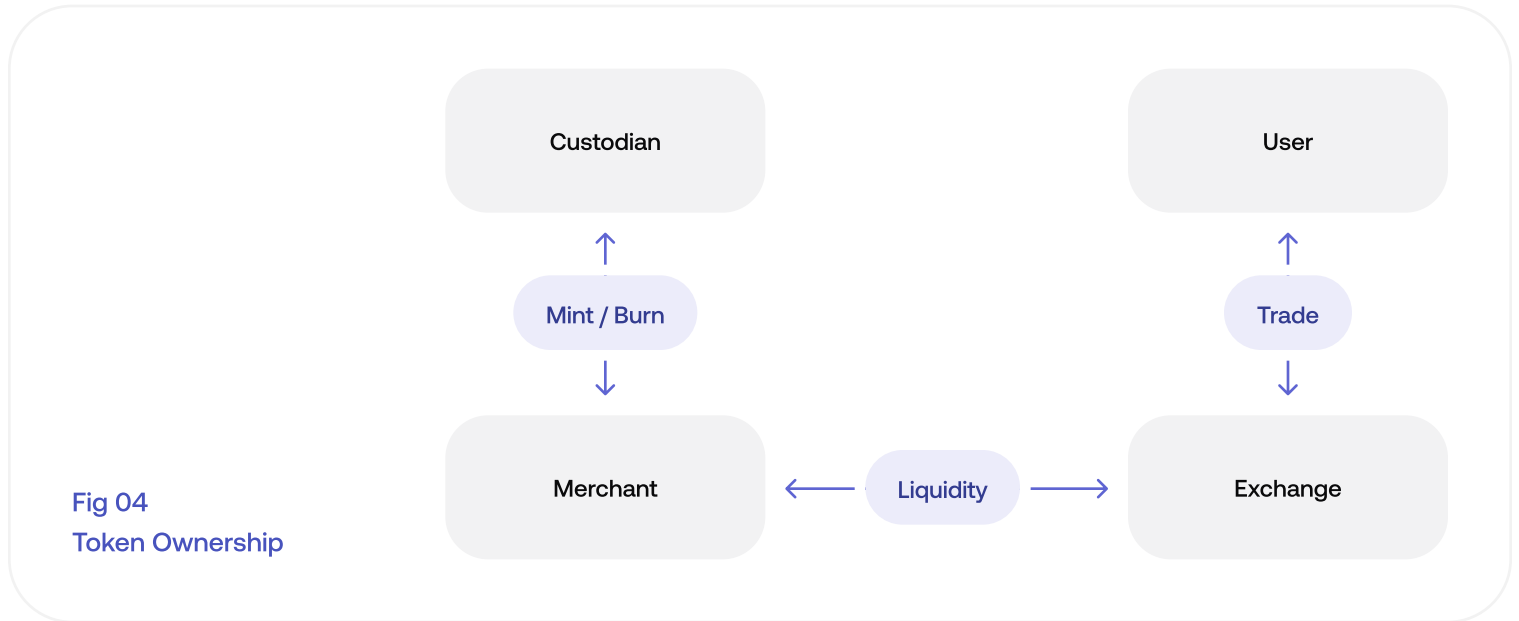 Custodian
User
Mint / Burn
Trade
Merchant
Liquidity
Exchange
Fig 04
Token Ownership